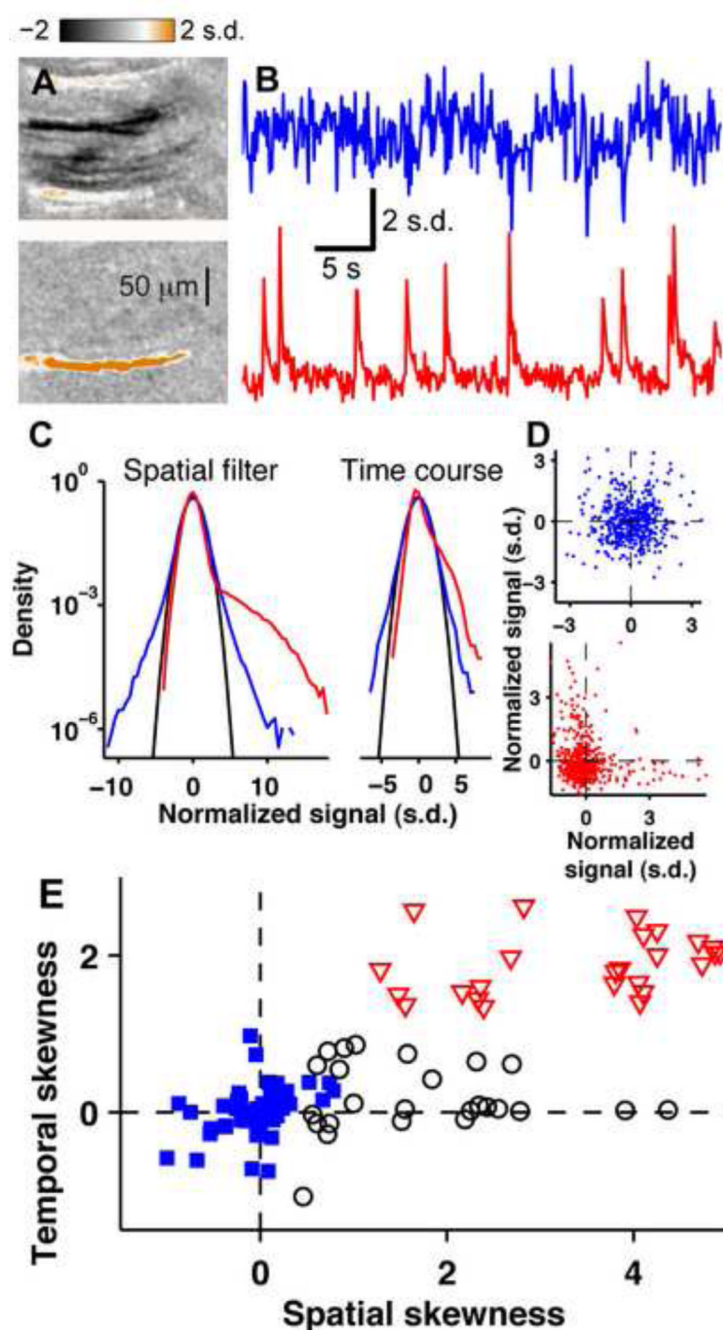 −2 2 s.d.
A B
2 s.d.
5 s
50 μm
C D
Spatial filter Time course
Density
10⁰
10⁻³
10⁻⁶
−10 0 10
−5 0 5
Normalized signal (s.d.)
Normalized signal (s.d.)
3
0
−3
−3 0 3
3
0
0 3
Normalized
signal (s.d.)
E
Temporal skewness
2
0
0 2 4
Spatial skewness